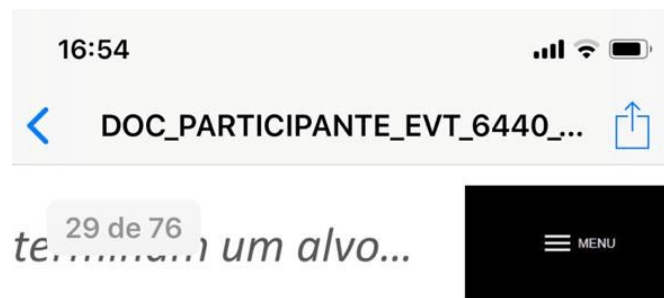 16:54
DOC_PARTICIPANTE_EVT_6440_...
29 de 76
um alvo...
MENU